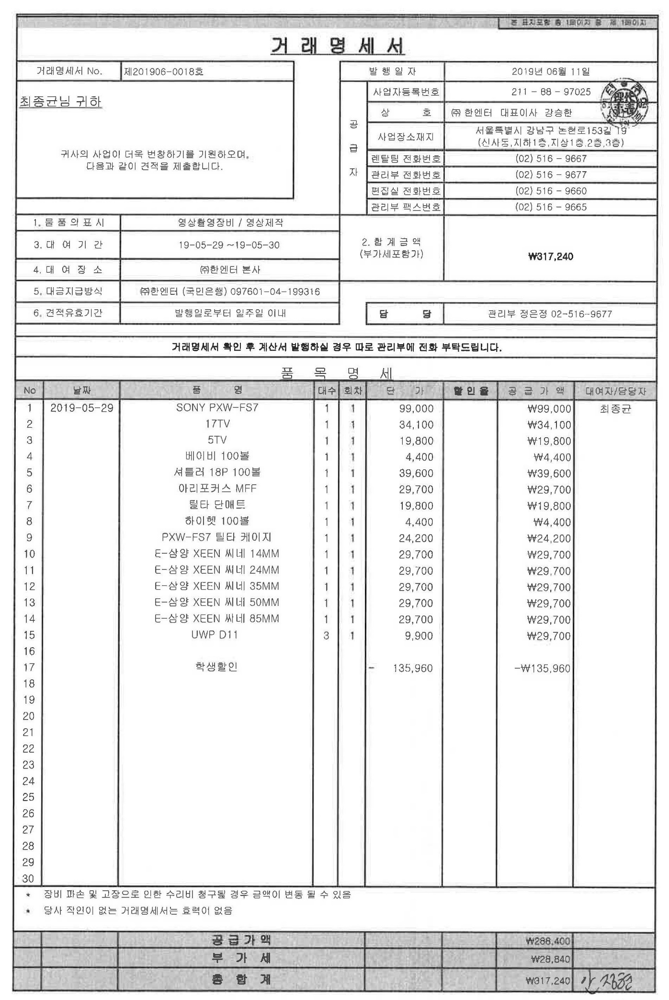 본 표지포함 총 1페이지 중 제 1페이지
거 래 명 세 서
거래명세서 No. 제201906-0018호
발 행 일 자 2019년 06월 11일
최종균님 귀하
귀사의 사업이 더욱 번창하기를 기원하오며,
다음과 같이 견적을 제출합니다.
공 급 자
사업자등록번호 211 - 88 - 97025
상 호 ㈜ 한엔터 대표이사 강승한
사업장소재지 서울특별시 강남구 논현로153길 19
(신사동,지하1층,지상1층,2층,3층)
렌탈팀 전화번호 (02) 516 - 9667
관리부 전화번호 (02) 516 - 9677
편집실 전화번호 (02) 516 - 9660
관리부 팩스번호 (02) 516 - 9665
1. 물 품 의 표 시 영상촬영장비 / 영상제작
2. 합 계 금 액
(부가세포함가)
₩317,240
3. 대 여 기 간 19-05-29 ~19-05-30
4. 대 여 장 소 ㈜한엔터 본사
5. 대금지급방식 ㈜한엔터 (국민은행) 097601-04-199316
6. 견적유효기간 발행일로부터 일주일 이내
담 당 관리부 정은정 02-516-9677
거래명세서 확인 후 계산서 발행하실 경우 따로 관리부에 전화 부탁드립니다.
품 목 명 세
No 날짜 품 명 대수 회차 단 가 할인율 공 급 가 액 대여자/담당자
1 2019-05-29 SONY PXW-FS7 1 1 99,000 ₩99,000 최종균
2 17TV 1 1 34,100 ₩34,100
3 5TV 1 1 19,800 ₩19,800
4 베이비 100볼 1 1 4,400 ₩4,400
5 셔틀러 18P 100볼 1 1 39,600 ₩39,600
6 아리포커스 MFF 1 1 29,700 ₩29,700
7 틸타 단매트 1 1 19,800 ₩19,800
8 하이헷 100볼 1 1 4,400 ₩4,400
9 PXW-FS7 틸타 케이지 1 1 24,200 ₩24,200
10 E-삼양 XEEN 씨네 14MM 1 1 29,700 ₩29,700
11 E-삼양 XEEN 씨네 24MM 1 1 29,700 ₩29,700
12 E-삼양 XEEN 씨네 35MM 1 1 29,700 ₩29,700
13 E-삼양 XEEN 씨네 50MM 1 1 29,700 ₩29,700
14 E-삼양 XEEN 싸네 85MM 1 1 29,700 ₩29,700
15 UWP D11 3 1 9,900 ₩29,700
16
17 학생할인 - 135,960 -₩135,960
18
19
20
21
22
23
24
25
26
27
28
29
30
* 장비 파손 및 고장으로 인한 수리비 청구될 경우 금액이 변동 될 수 있음
* 당사 직인이 없는 거래명세서는 효력이 없음
공 급 가 액 ₩288,400
부 가 세 ₩28,840
총 합 계 ₩317,240